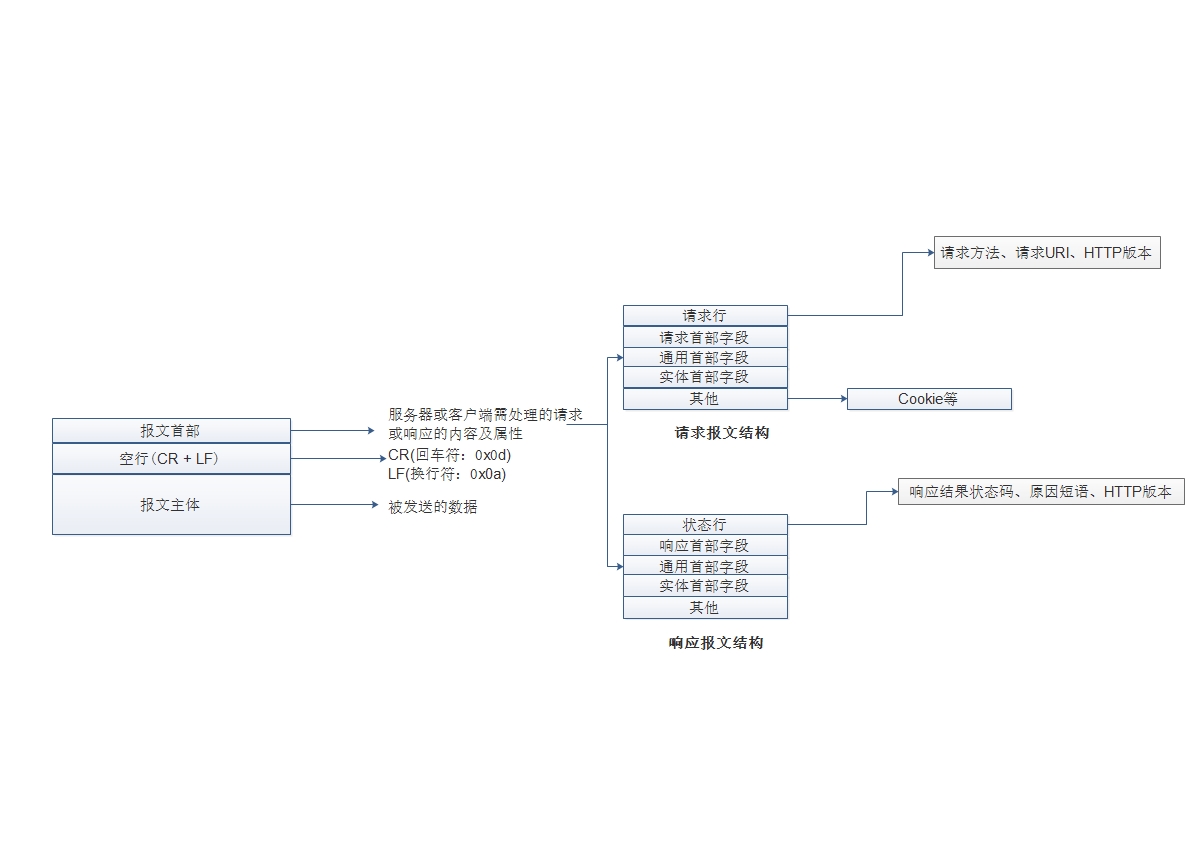 报文首部
空行(CR + LF)
报文主体
服务器或客户端需处理的请求
或响应的内容及属性
CR(回车符：0x0d)
LF(换行符：0x0a)
被发送的数据
请求行
请求首部字段
通用首部字段
实体首部字段
其他
请求报文结构
请求方法、请求URI、HTTP版本
Cookie等
状态行
响应首部字段
通用首部字段
实体首部字段
其他
响应报文结构
响应结果状态码、原因短语、HTTP版本